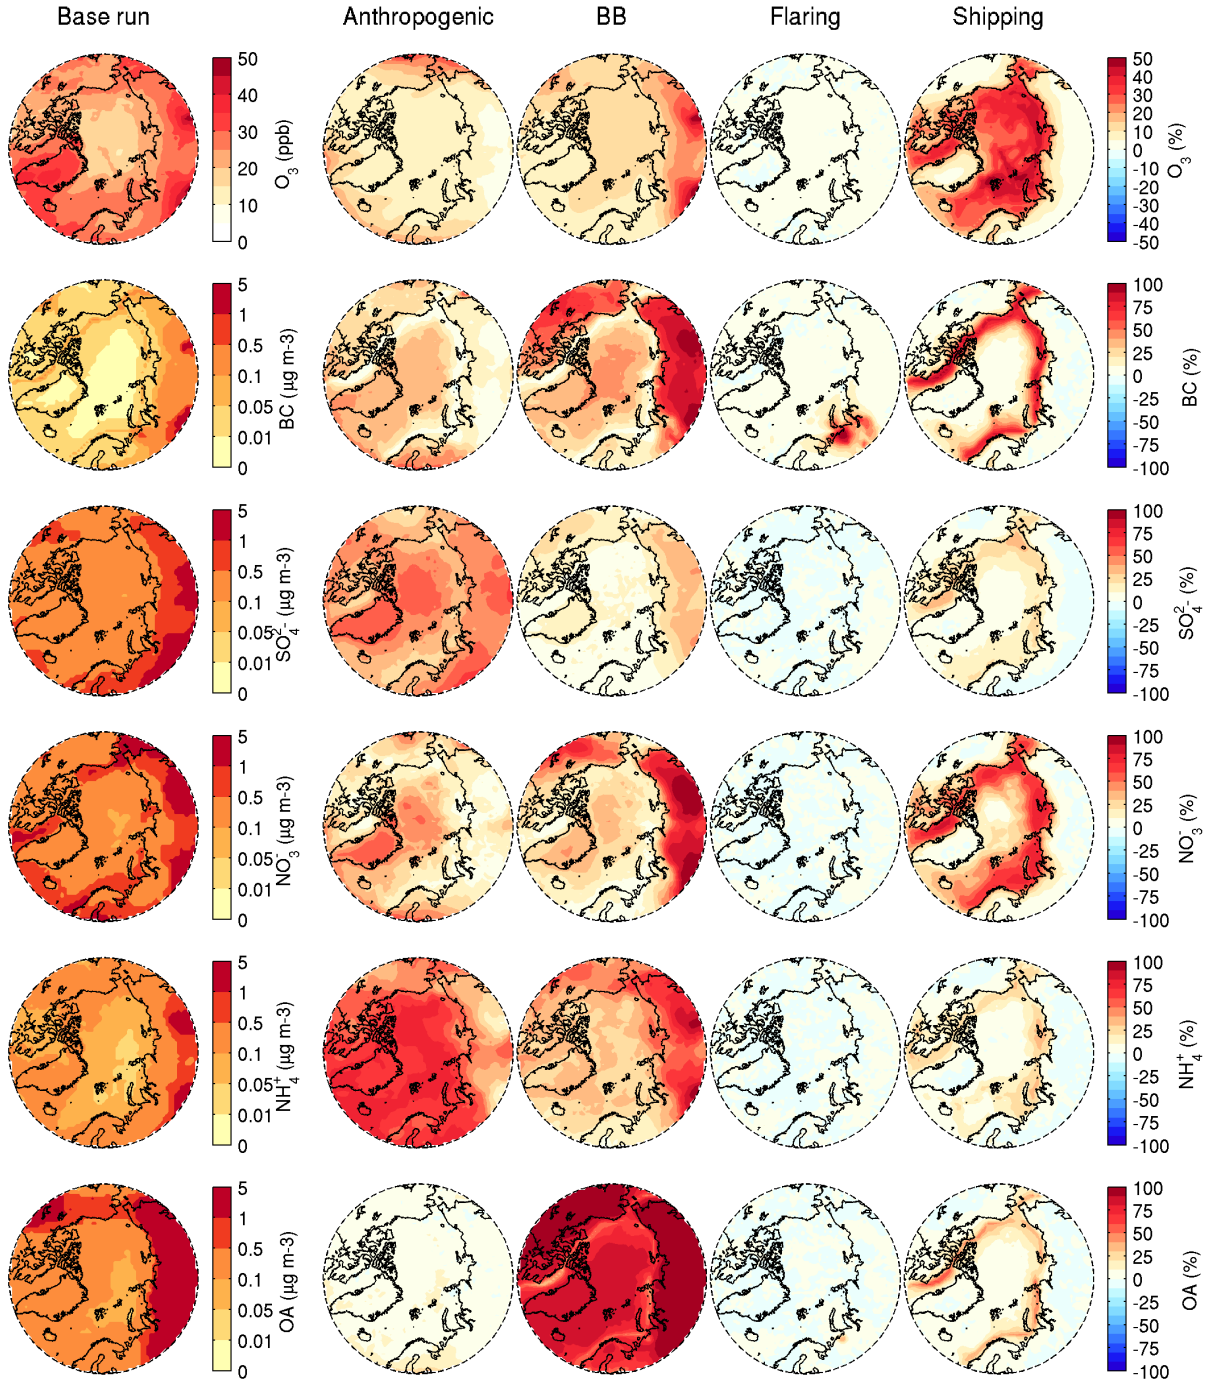 Base run Anthropogenic BB Flaring Shipping
50 40 30 20 10 0 O3 (ppb) 50 40 30 20 10 0 -10 -20 -30 -40 -50 O3 (%)
5 1 0.5 0.1 0.05 0.01 0 BC (µg m-3) 100 75 50 25 0 -25 -50 -75 -100 BC (%)
5 1 0.5 0.1 0.05 0.01 0 SO4^2- (µg m-3) 100 75 50 25 0 -25 -50 -75 -100 SO4^2- (%)
5 1 0.5 0.1 0.05 0.01 0 NO3^- (µg m-3) 100 75 50 25 0 -25 -50 -75 -100 NO3^- (%)
5 1 0.5 0.1 0.05 0.01 0 NH4^+ (µg m-3) 100 75 50 25 0 -25 -50 -75 -100 NH4^+ (%)
5 1 0.5 0.1 0.05 0.01 0 OA (µg m-3) 100 75 50 25 0 -25 -50 -75 -100 OA (%)